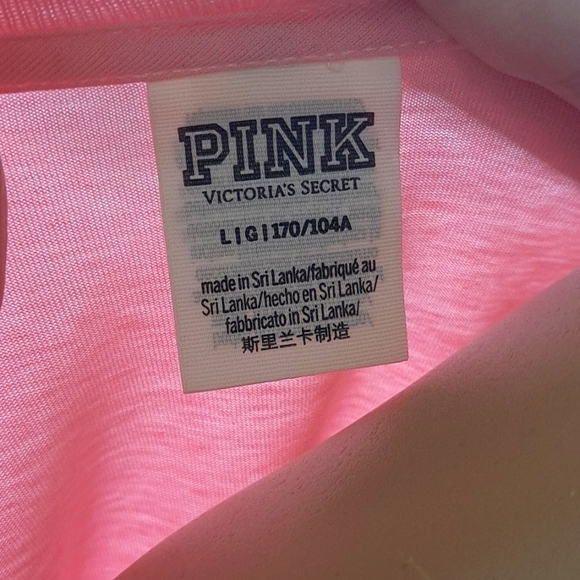 PINK
VICTORIA'S SECRET
L|G|170/104A
made in Sri Lanka/fabriqué au
Sri Lanka/hecho en Sri Lanka/
fabbricato in Sri Lanka/
斯里兰卡制造